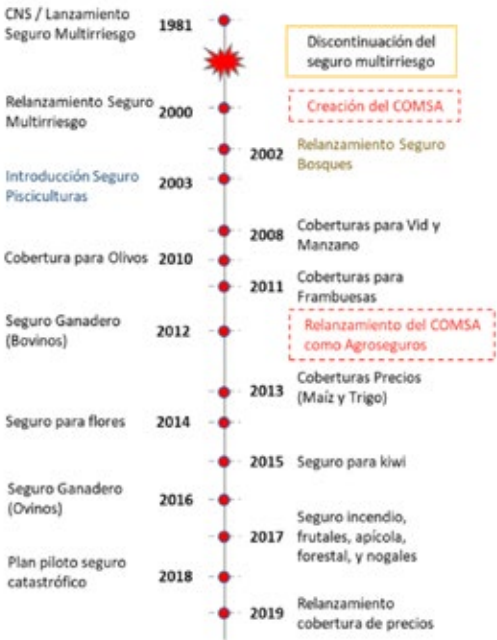 CNS / Lanzamiento
Seguro Multirriesgo
1981
Discontinuación del
seguro multirriesgo
Relanzamiento Seguro
Multirriesgo
2000
Creación del COMSA
2002
Relanzamiento Seguro
Bosques
Introducción Seguro
Pisciculturas
2003
2008
Coberturas para Vid y
Manzano
Cobertura para Olivos
2010
2011
Coberturas para
Frambuesas
Seguro Ganadero
(Bovinos)
2012
Relanzamiento del COMSA
como Agroseguros
2013
Coberturas Precios
(Maíz y Trigo)
Seguro para flores
2014
2015
Seguro para kiwi
Seguro Ganadero
(Ovinos)
2016
2017
Seguro incendio,
frutales, apícola,
forestal, y nogales
Plan piloto seguro
catastrófico
2018
2019
Relanzamiento
cobertura de precios